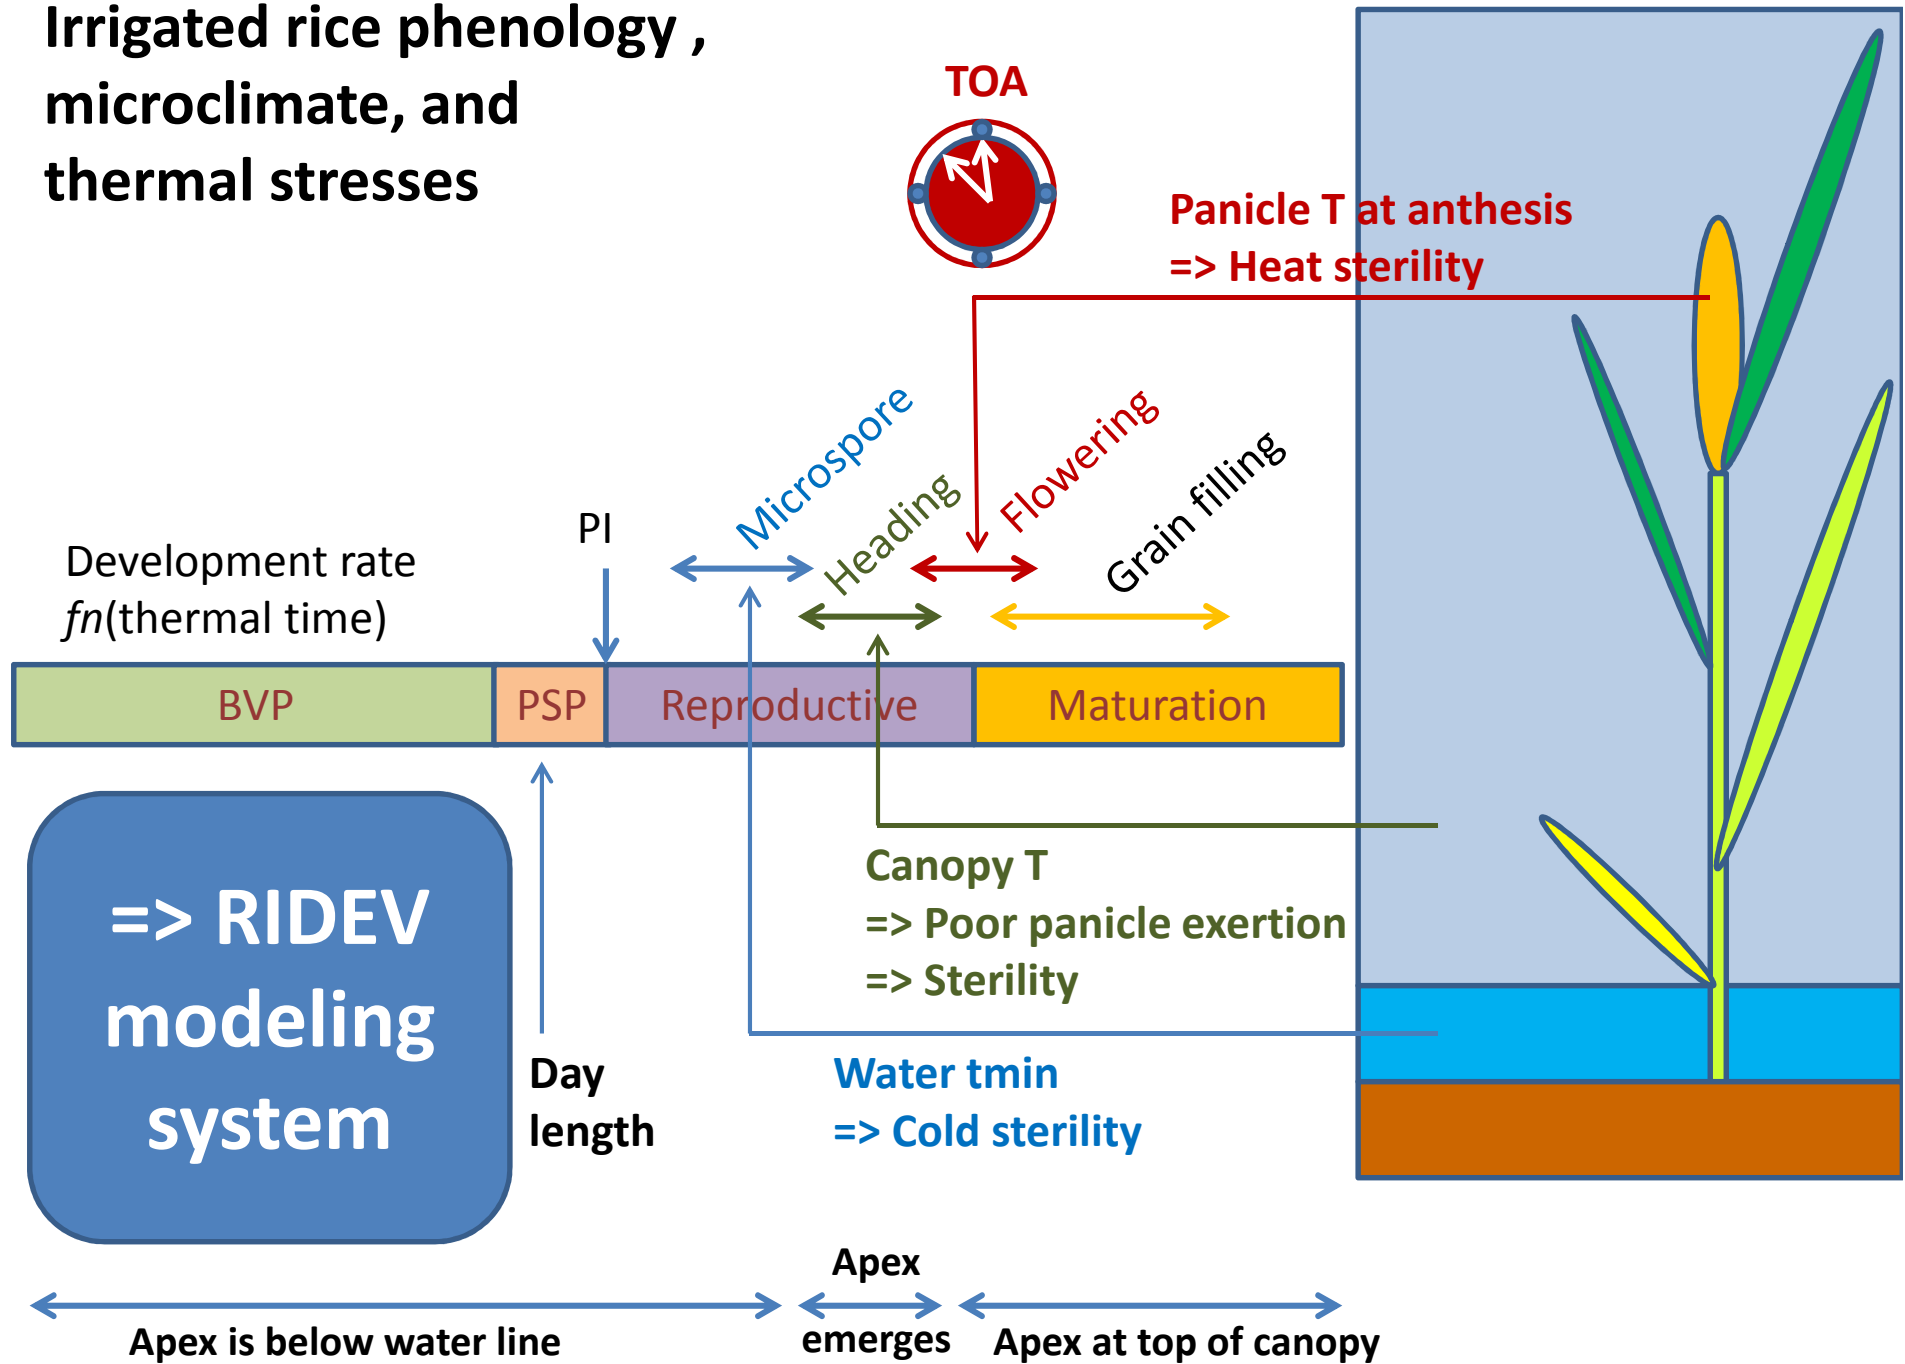 Irrigated rice phenology ,
microclimate, and
thermal stresses
TOA
Panicle T at anthesis
=> Heat sterility
Microspore
Heading
Flowering
Grain filling
PI
Development rate
fn(thermal time)
BVP
PSP
Reproductive
Maturation
=> RIDEV
modeling
system
Canopy T
=> Poor panicle exertion
=> Sterility
Day
length
Water tmin
=> Cold sterility
Apex is below water line
Apex
emerges
Apex at top of canopy